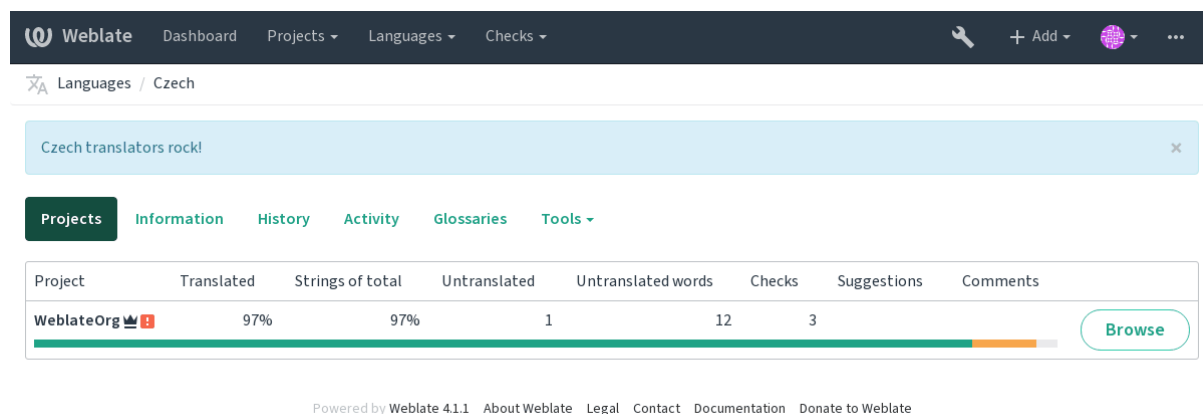 Weblate Dashboard Projects Languages Checks + Add ...
Languages / Czech
Czech translators rock! ×
Projects Information History Activity Glossaries Tools
Project Translated Strings of total Untranslated Untranslated words Checks Suggestions Comments
WeblateOrg 97% 97% 1 12 3 Browse
Powered by Weblate 4.1.1 About Weblate Legal Contact Documentation Donate to Weblate